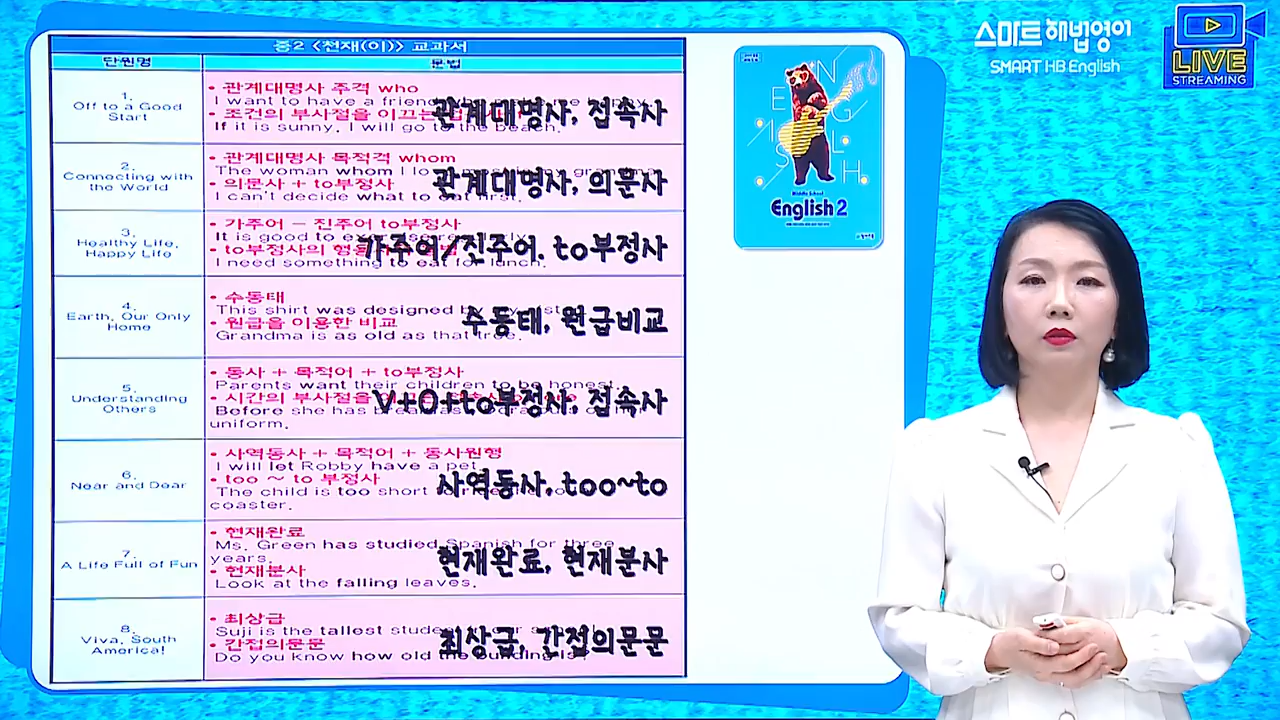 중2 <천재(이)> 교과서
단원명
문법
1.
Off to a Good
Start
• 관계대명사 주격 who
I want to have a friend
• 조건의 부사절을 이끄는
If it is sunny, I will go to the beach.
관계대명사, 접속사
2.
Connecting with
the World
• 관계대명사 목적격 whom
The woman whom I
• 의문사 + to부정사
I can't decide what to eat first.
관계대명사, 의문사
3.
Healthy Life,
Happy Life
• 가주어 – 진주어 to부정사
It is good to
• to부정사의
I need something to eat for lunch.
가주어/진주어, to부정사
4.
Earth, Our Only
Home
• 수동태
This shirt was designed
• 원급을 이용한 비교
Grandma is as old as that tree.
수동태, 원급비교
5.
Understanding
Others
• 동사 + 목적어 + to부정사
Parents want their children to be honest.
• 시간의 부사절을
Before she has
uniform.
V+O+to부정사, 접속사
6.
Near and Dear
• 사역동사 + 목적어 + 동사원형
I will let Robby have a pet.
• too ~ to 부정사
The child is too short to
coaster.
사역동사, too~to
7.
A Life Full of Fun
• 현재완료
Ms. Green has studied Spanish for three
years.
• 현재분사
Look at the falling leaves.
현재완료, 현재분사
8.
Viva, South
America!
• 최상급
Suji is the tallest
• 간접의문문
Do you know how old the building is?
최상급, 간접의문문
ENGLISH
Middle School
English 2
스마트 해법영어
SMART HB English
LIVE
STREAMING